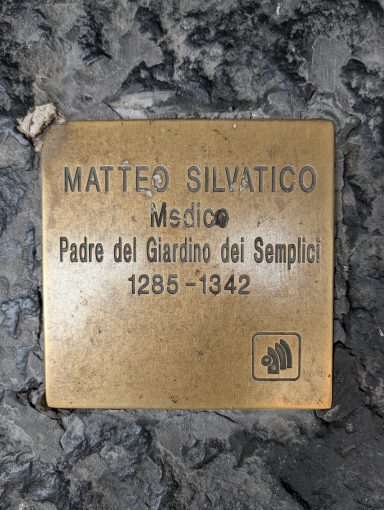 MATTEO SILVATICO
Medico
Padre del Giardino dei Semplici
1285-1342